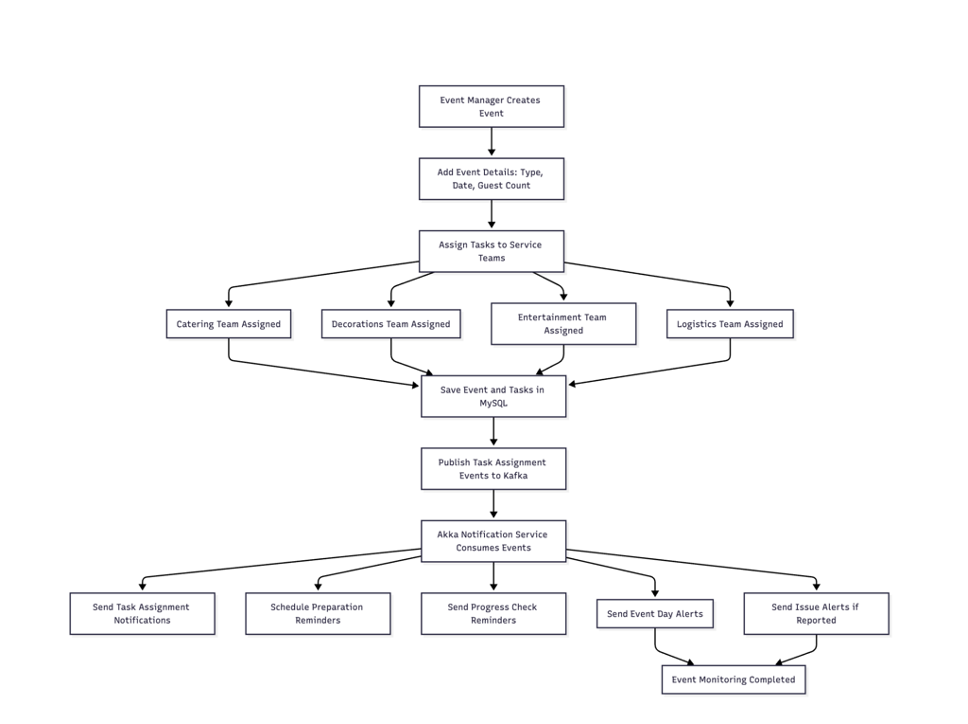 Event Manager Creates
Event
Add Event Details: Type,
Date, Guest Count
Assign Tasks to Service
Teams
Catering Team Assigned
Decorations Team Assigned
Entertainment Team
Assigned
Logistics Team Assigned
Save Event and Tasks in
MySQL
Publish Task Assignment
Events to Kafka
Akka Notification Service
Consumes Events
Send Task Assignment
Notifications
Schedule Preparation
Reminders
Send Progress Check
Reminders
Send Event Day Alerts
Send Issue Alerts if
Reported
Event Monitoring Completed